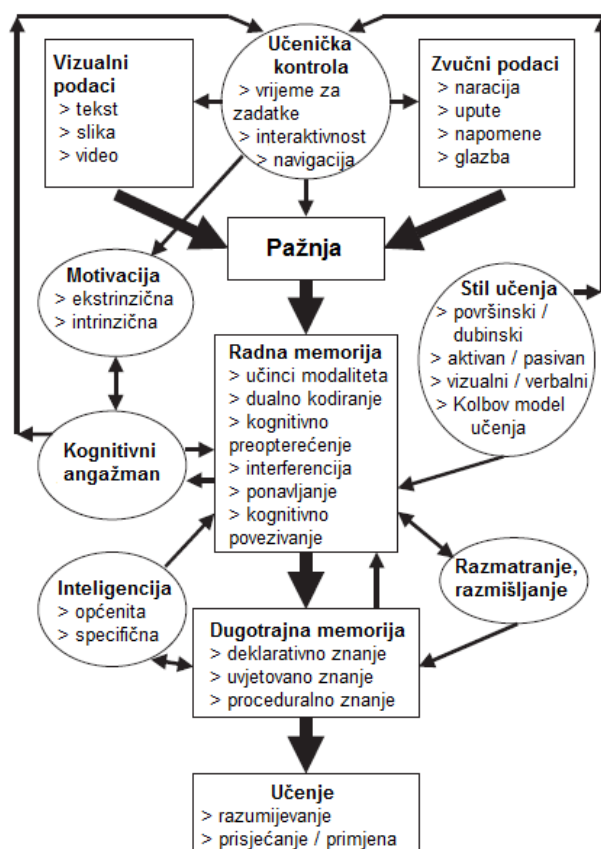 Vizualni
podaci
> tekst
> slika
> video
Učenička
kontrola
> vrijeme za
zadatke
> interaktivnost
> navigacija
Zvučni podaci
> naracija
> upute
> napomene
> glazba
Pažnja
Motivacija
> ekstrinzična
> intrinzična
Stil učenja
> površinski /
dubinski
> aktivan / pasivan
> vizualni / verbalni
> Kolbov model
učenja
Radna memorija
> učinci modaliteta
> dualno kodiranje
> kognitivno
preopterećenje
> interferencija
> ponavljanje
> kognitivno
povezivanje
Kognitivni
angažman
Inteligencija
> općenita
> specifična
Razmatranje,
razmišljanje
Dugotrajna memorija
> deklarativno znanje
> uvjetovano znanje
> proceduralno znanje
Učenje
> razumijevanje
> prisjećanje / primjena